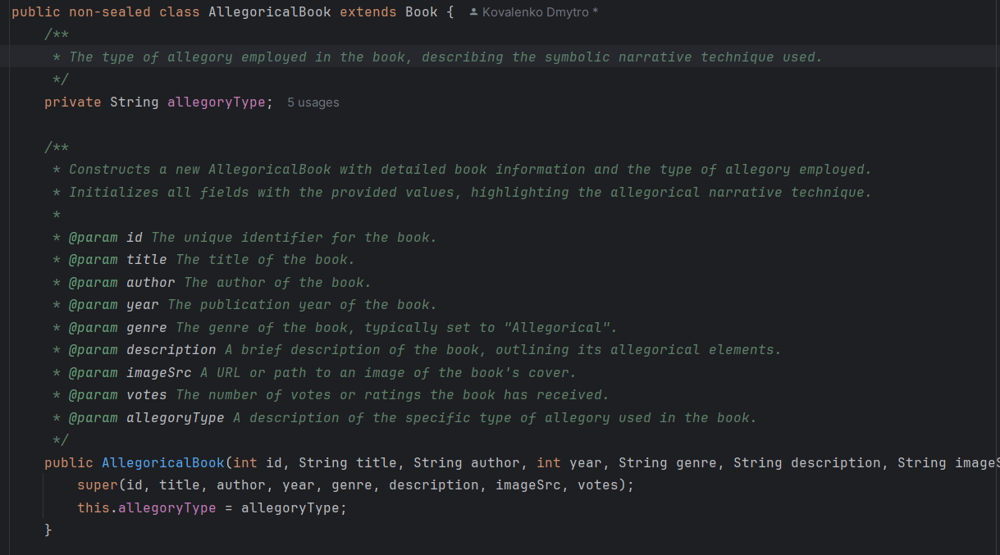 public non-sealed class AllegoricalBook extends Book { Kovalenko Dmytro *
/**
* The type of allegory employed in the book, describing the symbolic narrative technique used.
*/
private String allegoryType; 5 usages
/**
* Constructs a new AllegoricalBook with detailed book information and the type of allegory employed.
* Initializes all fields with the provided values, highlighting the allegorical narrative technique.
*
* @param id The unique identifier for the book.
* @param title The title of the book.
* @param author The author of the book.
* @param year The publication year of the book.
* @param genre The genre of the book, typically set to "Allegorical".
* @param description A brief description of the book, outlining its allegorical elements.
* @param imageSrc A URL or path to an image of the book's cover.
* @param votes The number of votes or ratings the book has received.
* @param allegoryType A description of the specific type of allegory used in the book.
*/
public AllegoricalBook(int id, String title, String author, int year, String genre, String description, String imageS
super(id, title, author, year, genre, description, imageSrc, votes);
this.allegoryType = allegoryType;
}